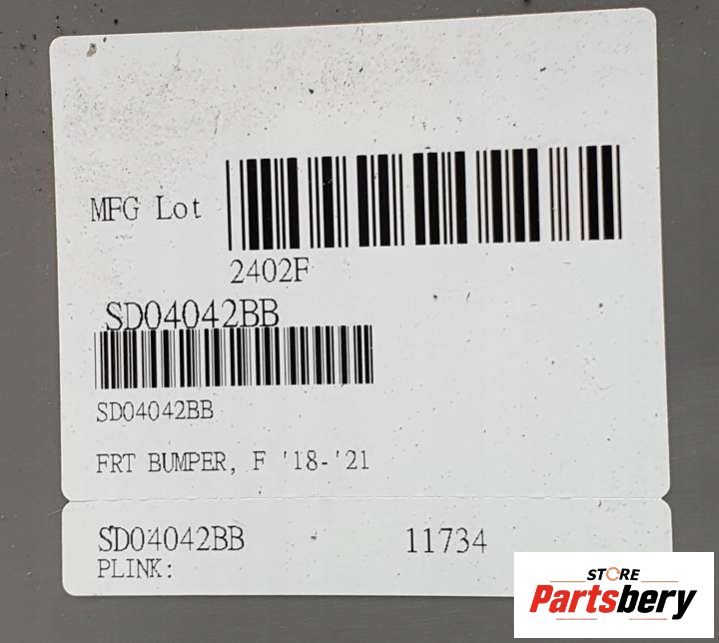 MFG Lot
2402F
SD04042BB
SD04042BB
FRT BUMPER, F '18-'21
SD04042BB 11734
PLINK:
STORE
Partsbery